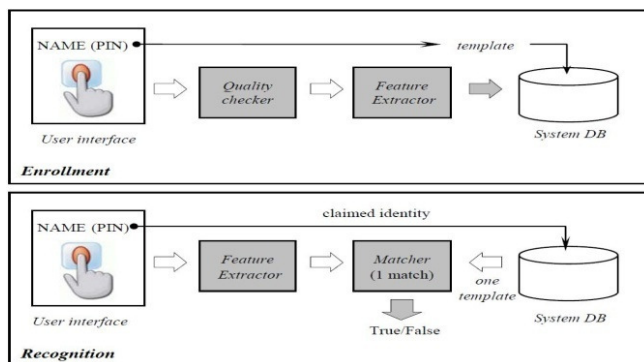 NAME (PIN)
template
Quality
checker
Feature
Extractor
User interface
System DB
Enrollment
claimed identity
NAME (PIN)
Feature
Extractor
Matcher
(1 match)
one
template
User interface
True/False
System DB
Recognition